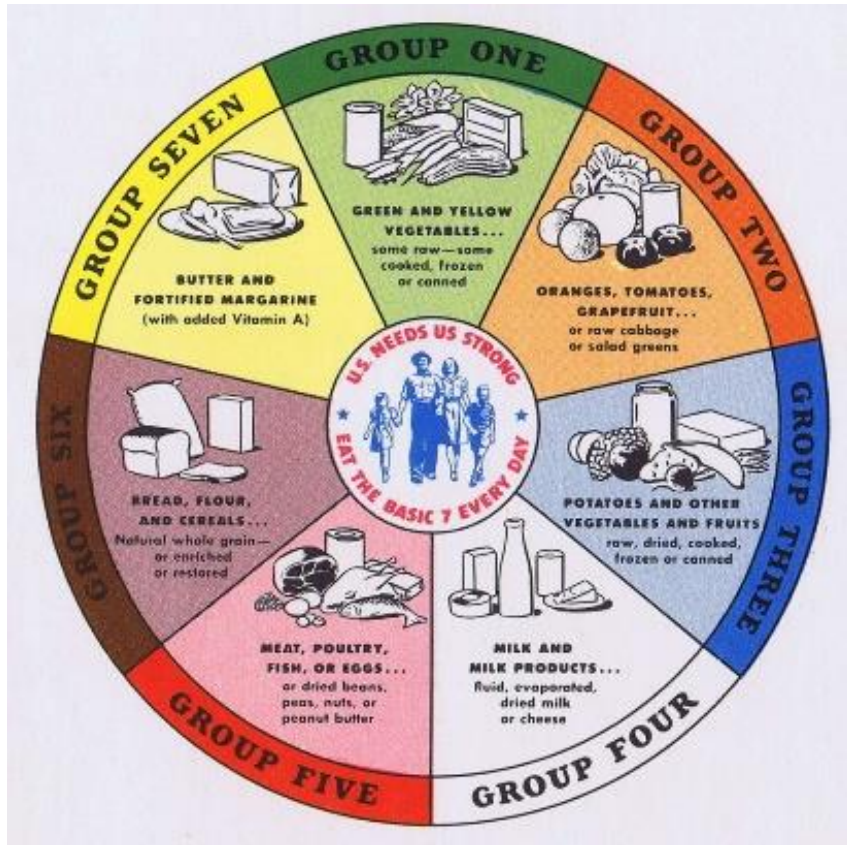 GROUP ONE
GREEN AND YELLOW
VEGETABLES...
some raw—some
cooked, frozen
or canned
GROUP TWO
ORANGES, TOMATOES,
GRAPEFRUIT...
or raw cabbage
or salad greens
GROUP THREE
POTATOES AND OTHER
VEGETABLES AND FRUITS
raw, dried, cooked,
frozen or canned
GROUP FOUR
MILK AND
MILK PRODUCTS...
fluid, evaporated,
dried milk
or cheese
GROUP FIVE
MEAT, POULTRY,
FISH, OR EGGS...
or dried beans,
peas, nuts, or
peanut butter
GROUP SIX
BREAD, FLOUR,
AND CEREALS...
Natural whole grain—
or enriched
or restored
GROUP SEVEN
BUTTER AND
FORTIFIED MARGARINE
(with added Vitamin A)
U.S. NEEDS US STRONG
EAT THE BASIC 7 EVERY DAY